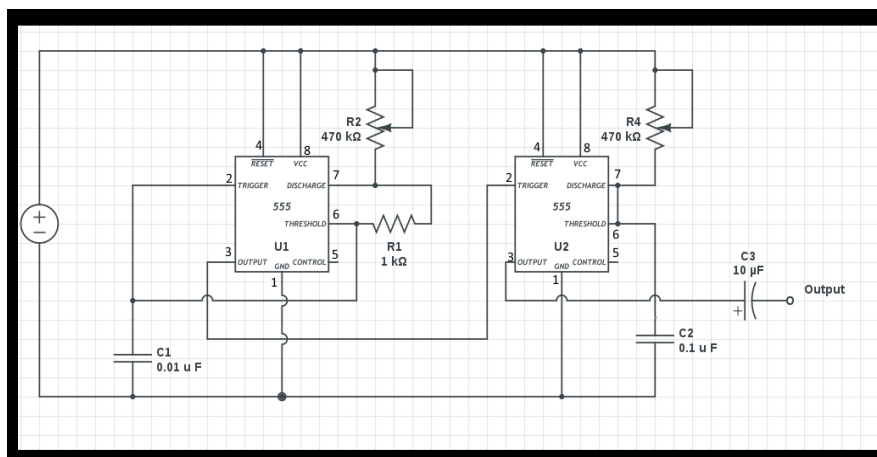 R2
470 kΩ
R4
470 kΩ
4
8
RESET
VCC
2
TRIGGER
DISCHARGE
7
555
THRESHOLD
6
U1
3
OUTPUT
GND
CONTROL
5
1
R1
1 kΩ
4
8
RESET
VCC
2
TRIGGER
DISCHARGE
7
555
THRESHOLD
6
U2
3
OUTPUT
GND
CONTROL
5
1
C3
10 µF
+
Output
+
−
C1
0.01 u F
C2
0.1 u F